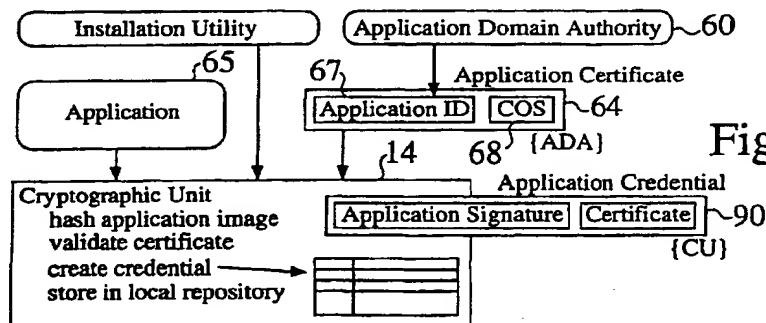 Installation Utility
Application Domain Authority
60
65
67
Application Certificate
Application
Application ID
COS
64
68
{ADA}
Fig
14
Application Credential
Cryptographic Unit
hash application image
validate certificate
create credential
store in local repository
Application Signature
Certificate
90
{CU}